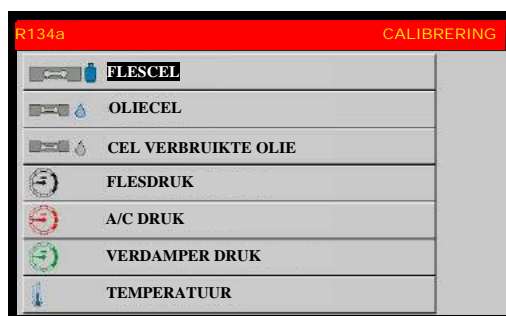 R134a CALIBRERING
FLESCEL
OLIECEL
CEL VERBRUIKTE OLIE
FLESDRUK
A/C DRUK
VERDAMPER DRUK
TEMPERATUUR